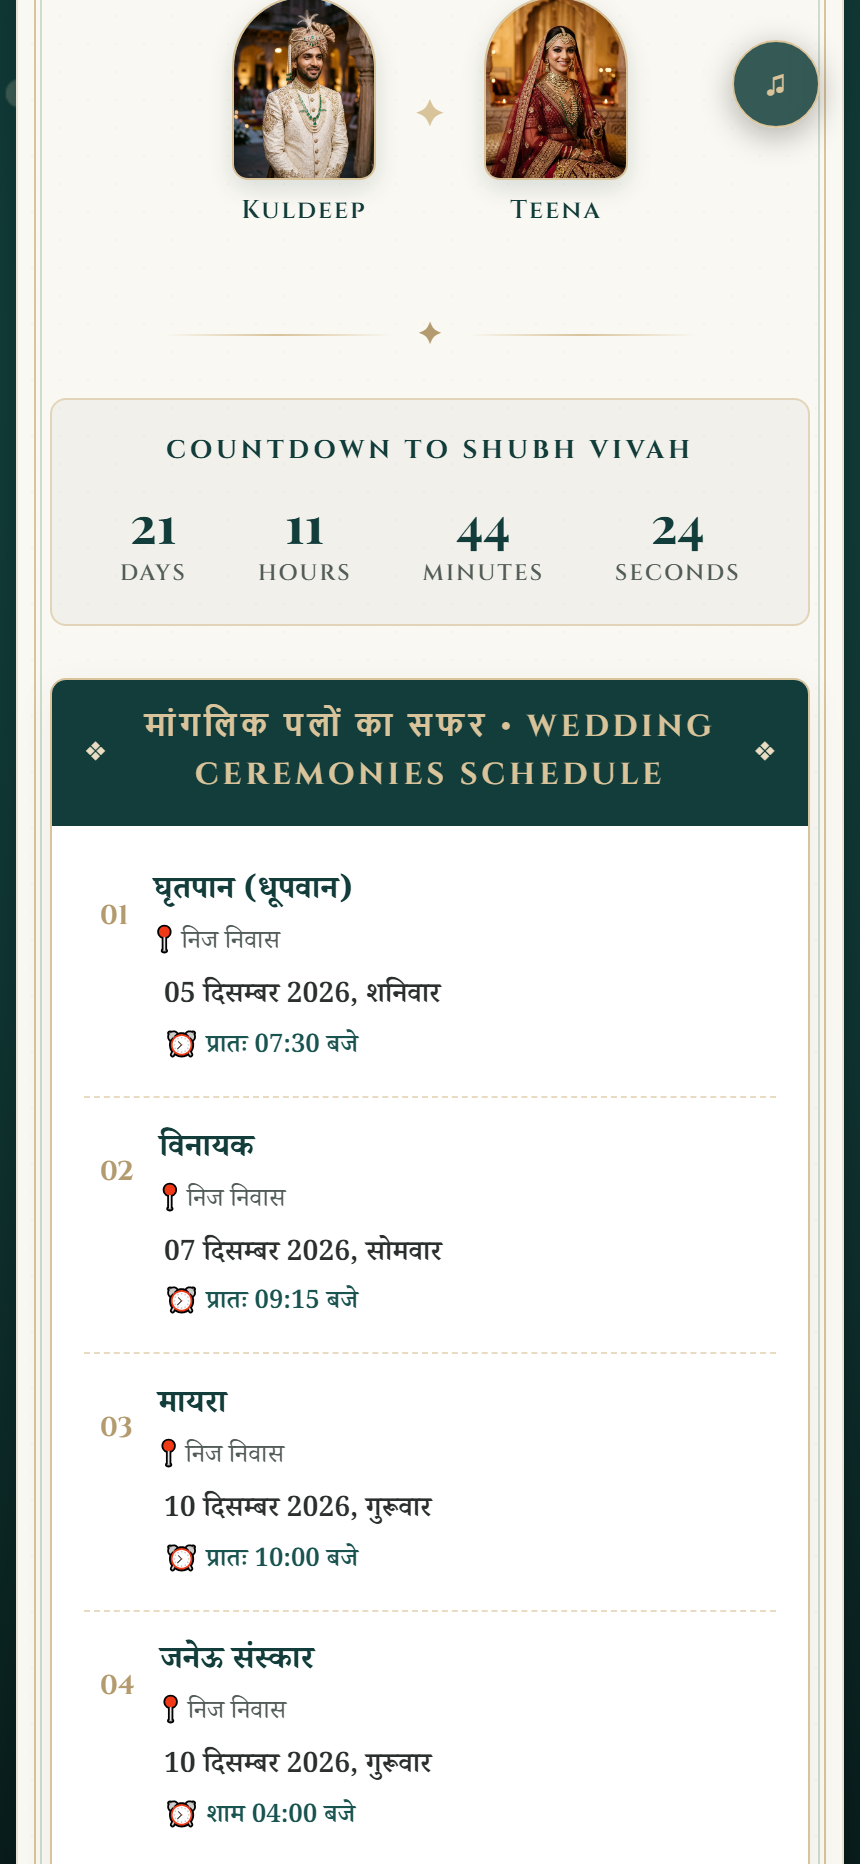 KULDEEP
TEENA
COUNTDOWN TO SHUBH VIVAH
21 11 44 24
DAYS HOURS MINUTES SECONDS
मांगलिक पलों का सफर • WEDDING
CEREMONIES SCHEDULE
01
घृतपान (धूपवान)
निज निवास
05 दिसम्बर 2026, शनिवार
प्रातः 07:30 बजे
02
विनायक
निज निवास
07 दिसम्बर 2026, सोमवार
प्रातः 09:15 बजे
03
मायरा
निज निवास
10 दिसम्बर 2026, गुरूवार
प्रातः 10:00 बजे
04
जनेऊ संस्कार
निज निवास
10 दिसम्बर 2026, गुरूवार
शाम 04:00 बजे